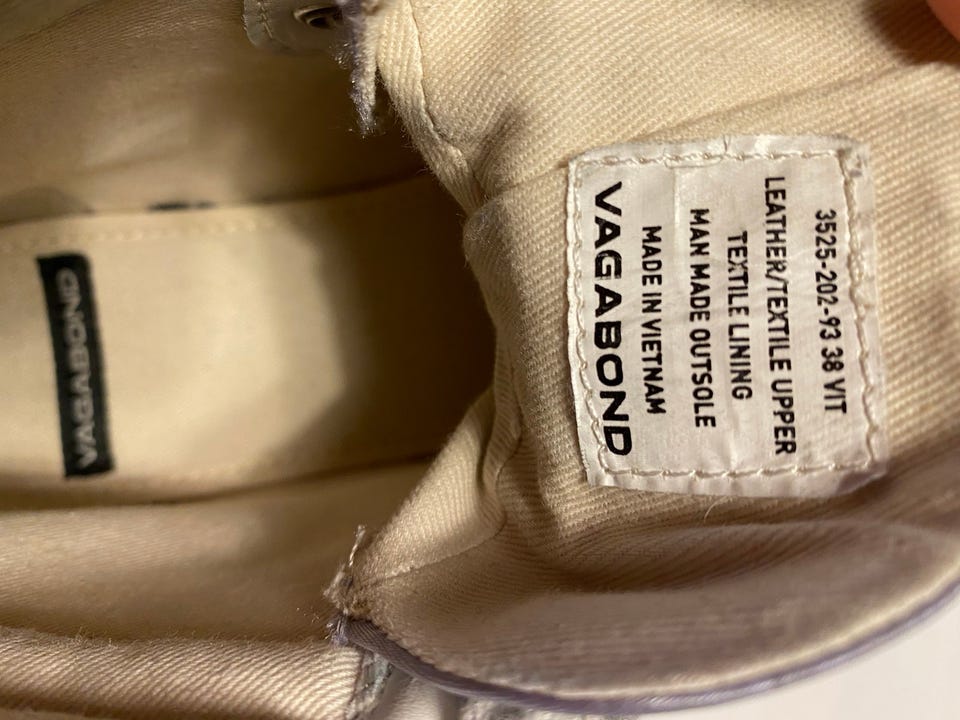 3525-202-93 38 VIT
LEATHER/TEXTILE UPPER
TEXTILE LINING
MAN MADE OUTSOLE
MADE IN VIETNAM
VAGABOND
VAGABOND